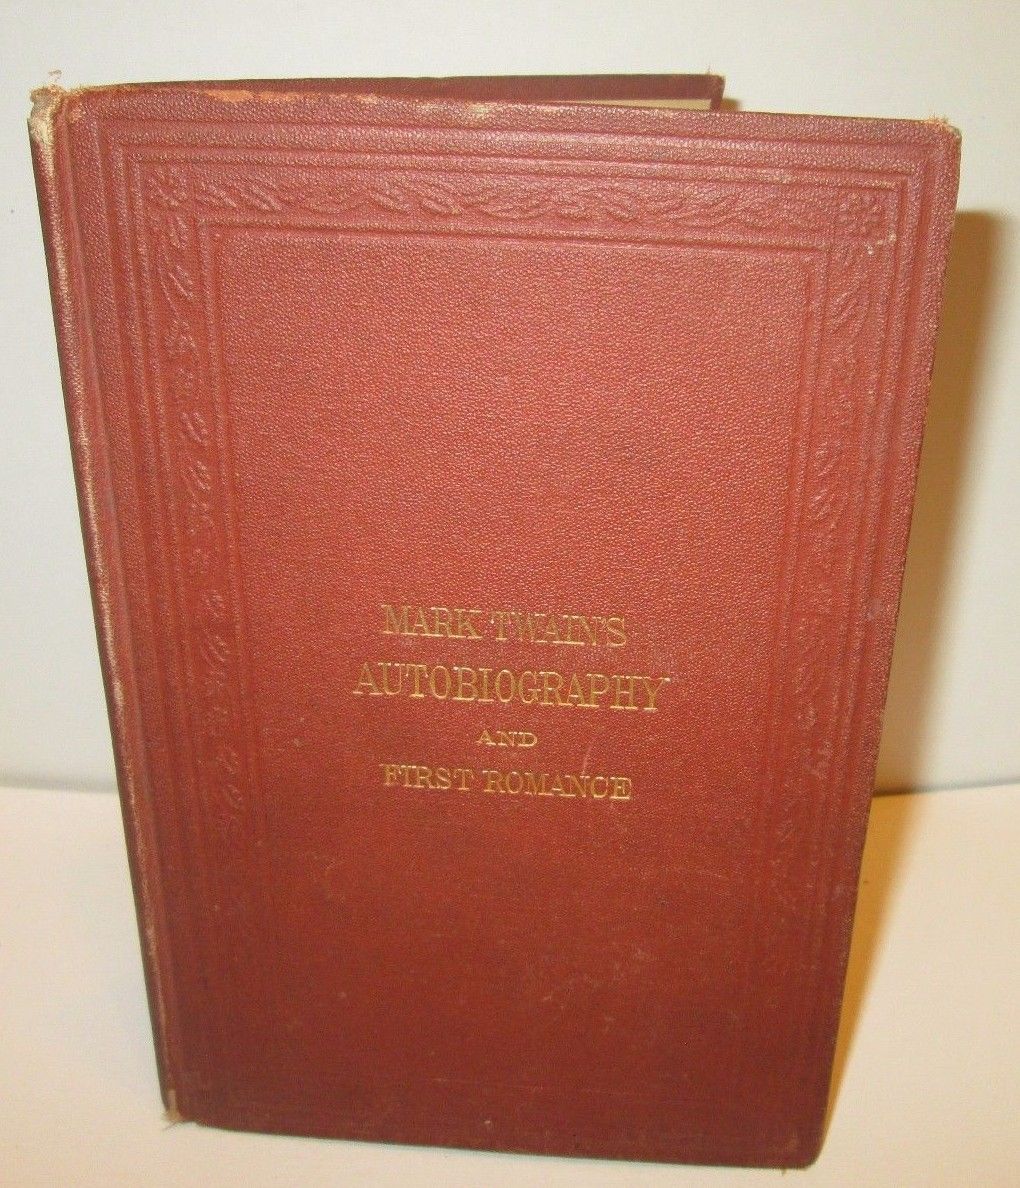 MARK TWAIN'S
AUTOBIOGRAPHY
AND
FIRST ROMANCE